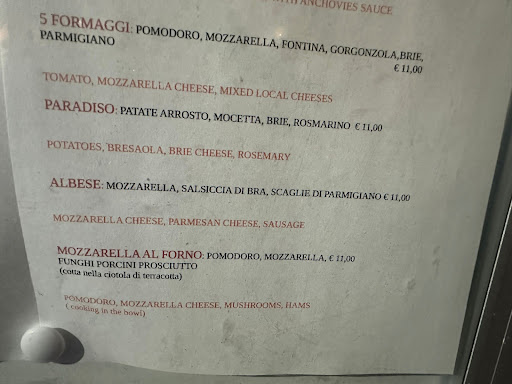 WITH ANCHOVIES SAUCE
5 FORMAGGI: POMODORO, MOZZARELLA, FONTINA, GORGONZOLA,BRIE,
PARMIGIANO € 11,00
TOMATO, MOZZARELLA CHEESE, MIXED LOCAL CHEESES
PARADISO: PATATE ARROSTO, MOCETTA, BRIE, ROSMARINO € 11,00
POTATOES, BRESAOLA, BRIE CHEESE, ROSEMARY
ALBESE: MOZZARELLA, SALSICCIA DI BRA, SCAGLIE DI PARMIGIANO € 11,00
MOZZARELLA CHEESE, PARMESAN CHEESE, SAUSAGE
MOZZARELLA AL FORNO: POMODORO, MOZZARELLA, € 11,00
FUNGHI PORCINI PROSCIUTTO
(cotta nella ciotola di terracotta)
POMODORO, MOZZARELLA CHEESE, MUSHROOMS, HAMS
( cooking in the bowl)